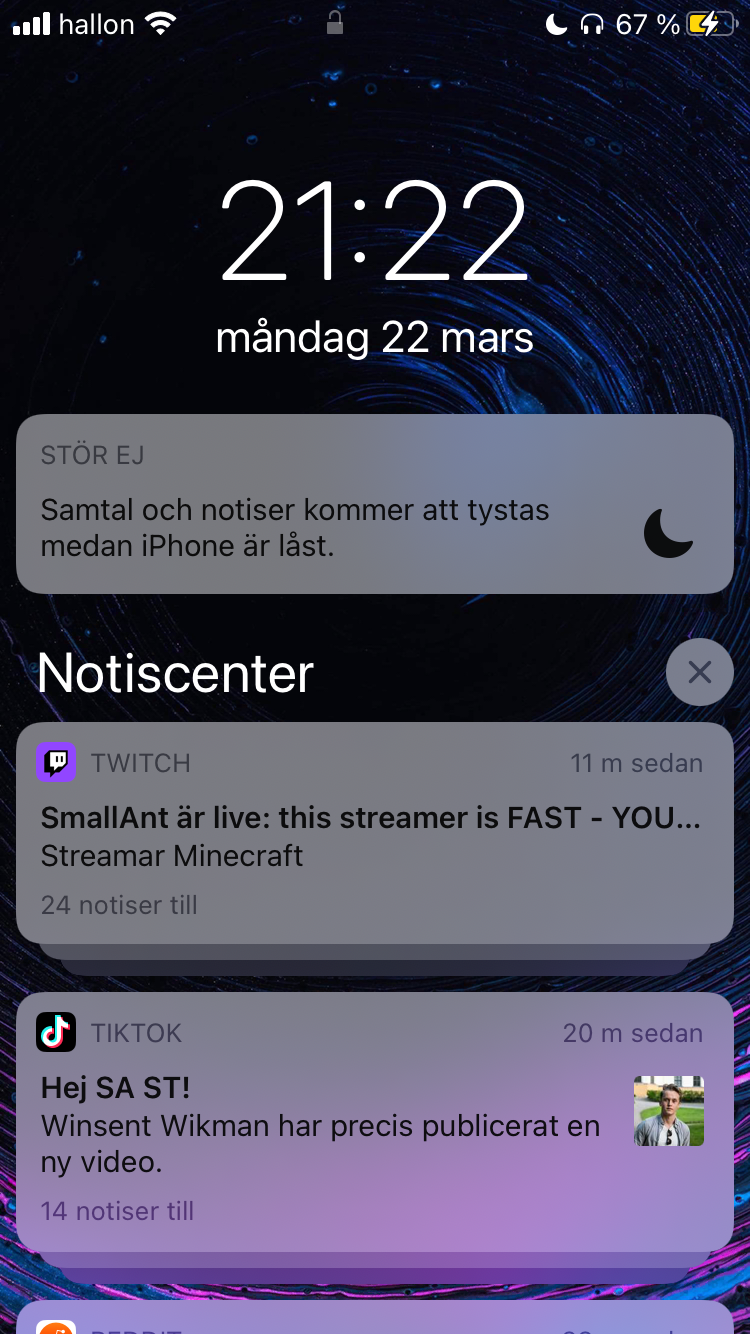 hallon 67 %
21:22
måndag 22 mars
STÖR EJ
Samtal och notiser kommer att tystas
medan iPhone är låst.
Notiscenter
TWITCH 11 m sedan
SmallAnt är live: this streamer is FAST - YOU...
Streamar Minecraft
24 notiser till
TIKTOK 20 m sedan
Hej SA ST!
Winsent Wikman har precis publicerat en
ny video.
14 notiser till
REDDIT